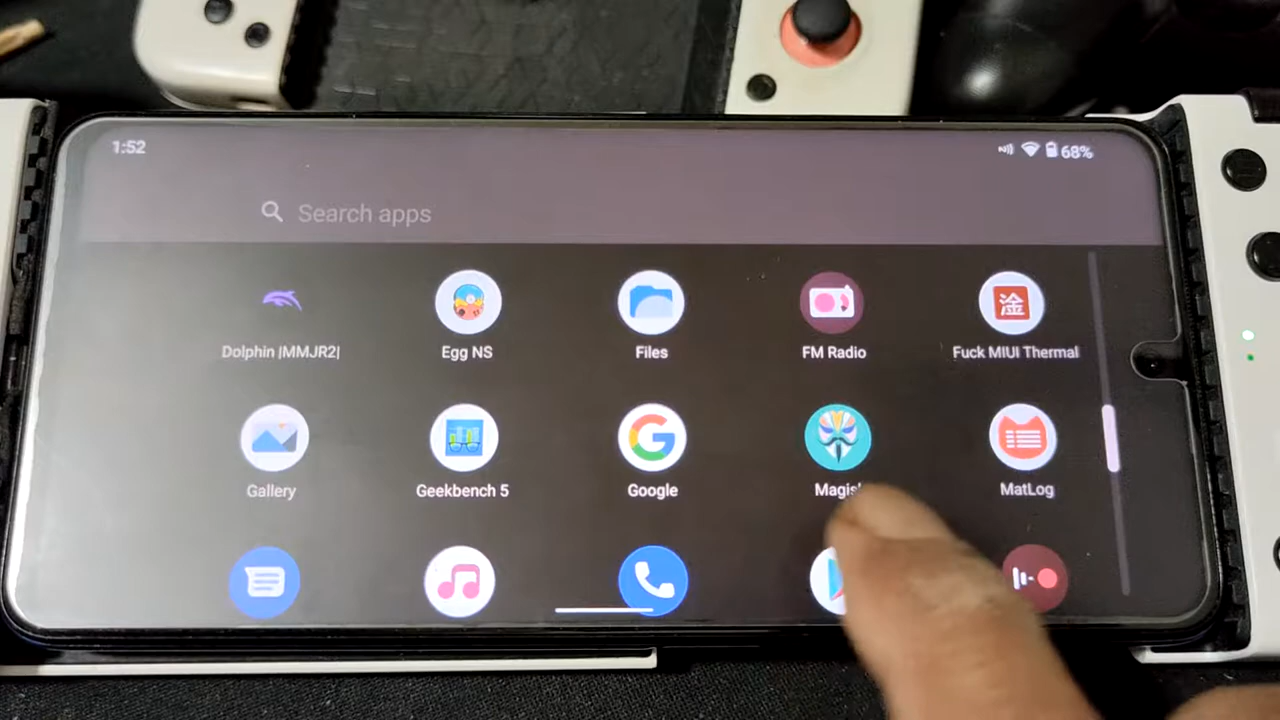 1:52
68%
Search apps
Dolphin |MMJR2|
Egg NS
Files
FM Radio
淦
Fuck MIUI Thermal
Gallery
Geekbench 5
Google
MatLog